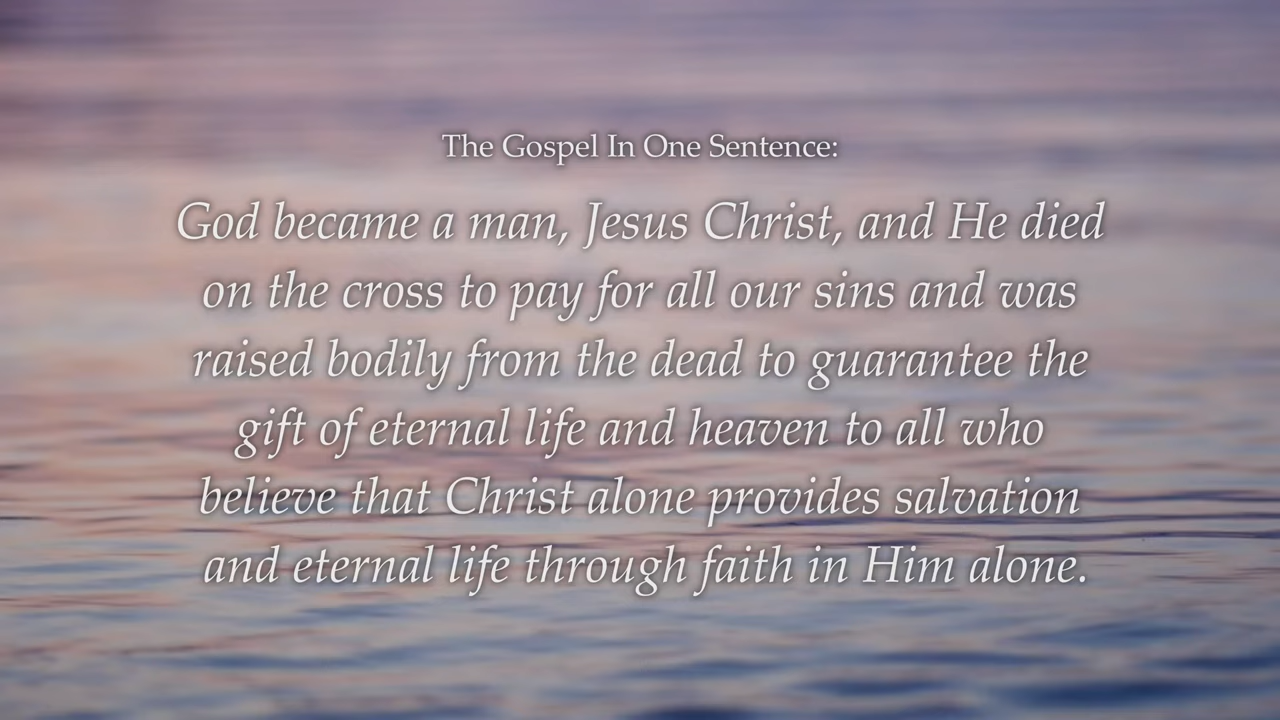 The Gospel In One Sentence:
God became a man, Jesus Christ, and He died
on the cross to pay for all our sins and was
raised bodily from the dead to guarantee the
gift of eternal life and heaven to all who
believe that Christ alone provides salvation
and eternal life through faith in Him alone.